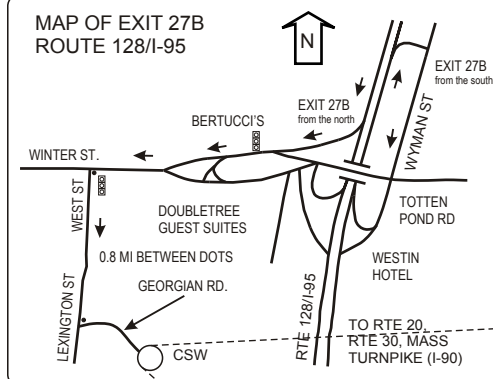 MAP OF EXIT 27B
ROUTE 128/I-95
N
EXIT 27B
from the south
EXIT 27B
from the north
BERTUCCI'S
WYMAN ST
WINTER ST.
WEST ST
TOTTEN
POND RD
DOUBLETREE
GUEST SUITES
WESTIN
HOTEL
0.8 MI BETWEEN DOTS
GEORGIAN RD.
LEXINGTON ST
RTE 128/I-95
CSW
TO RTE 20,
RTE 30, MASS
TURNPIKE (I-90)